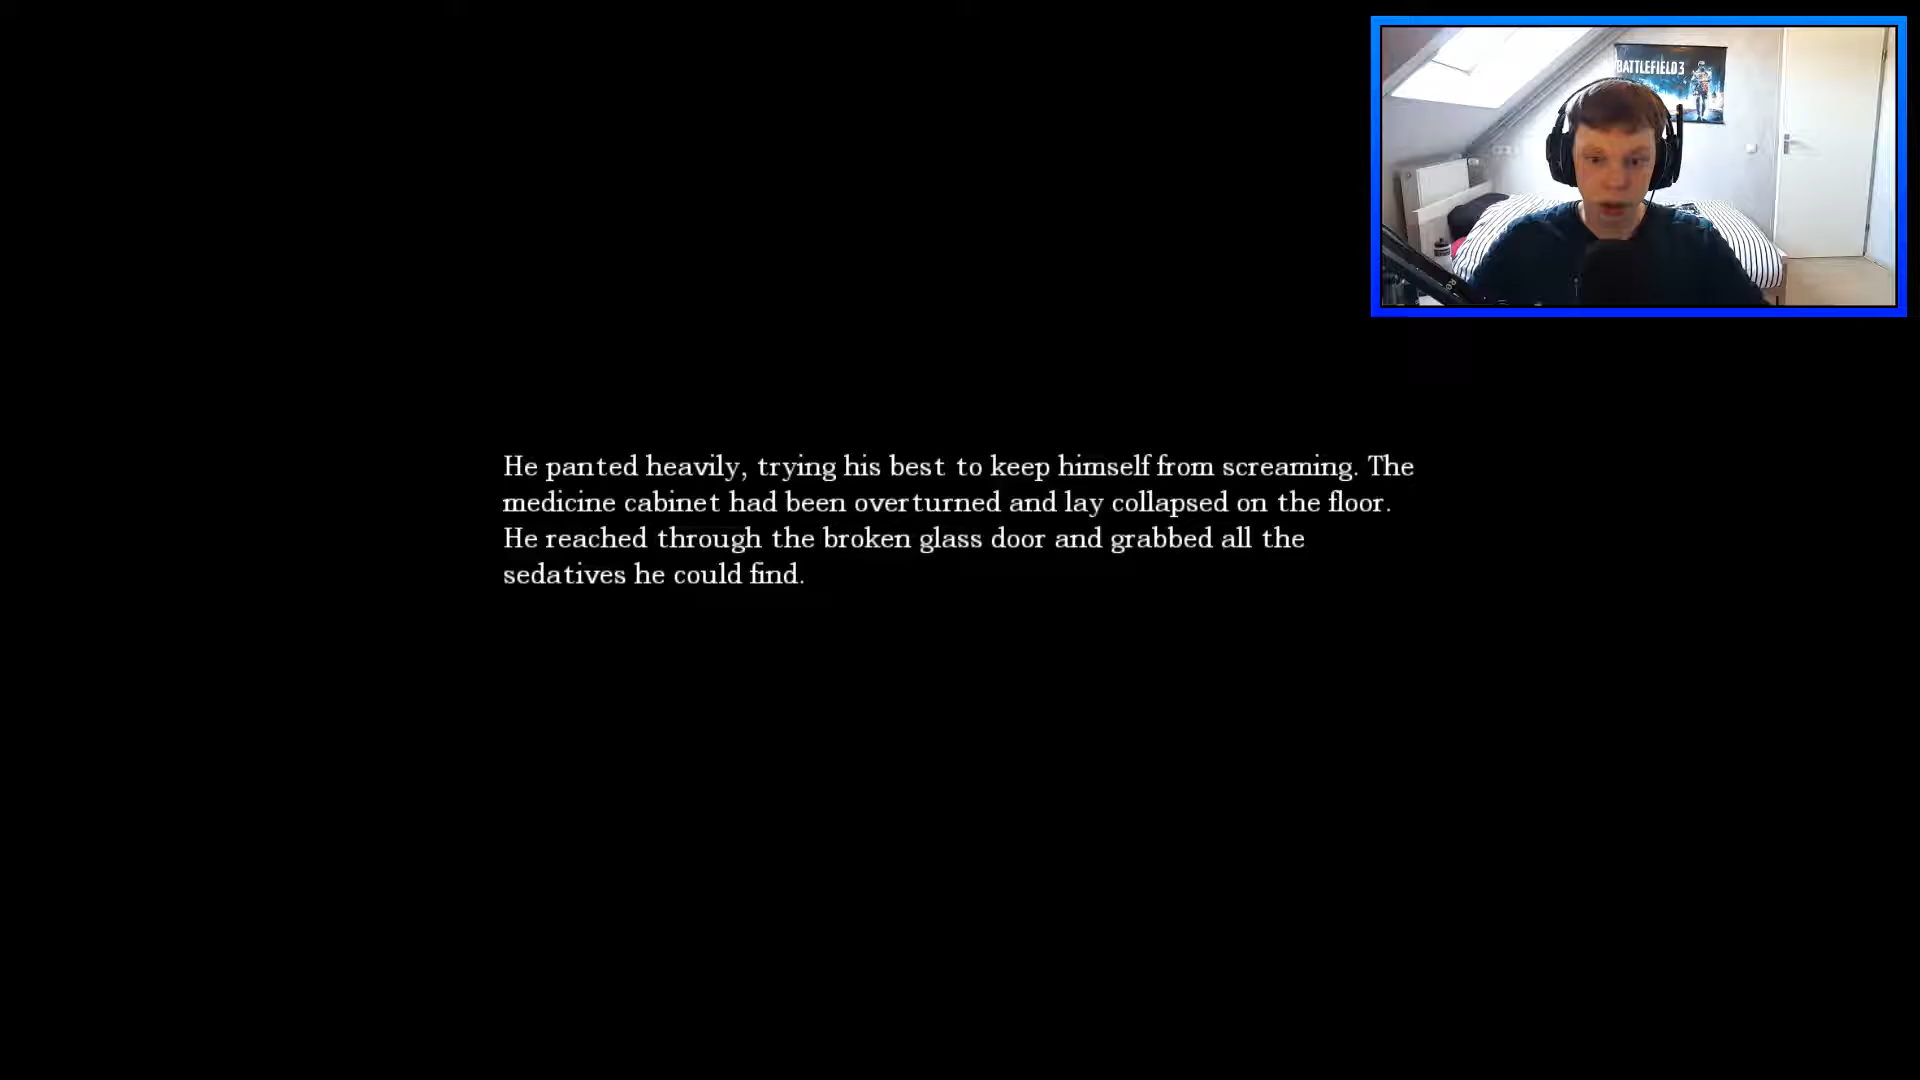 BATTLEFIELD 3
He panted heavily, trying his best to keep himself from screaming. The
medicine cabinet had been overturned and lay collapsed on the floor.
He reached through the broken glass door and grabbed all the
sedatives he could find.